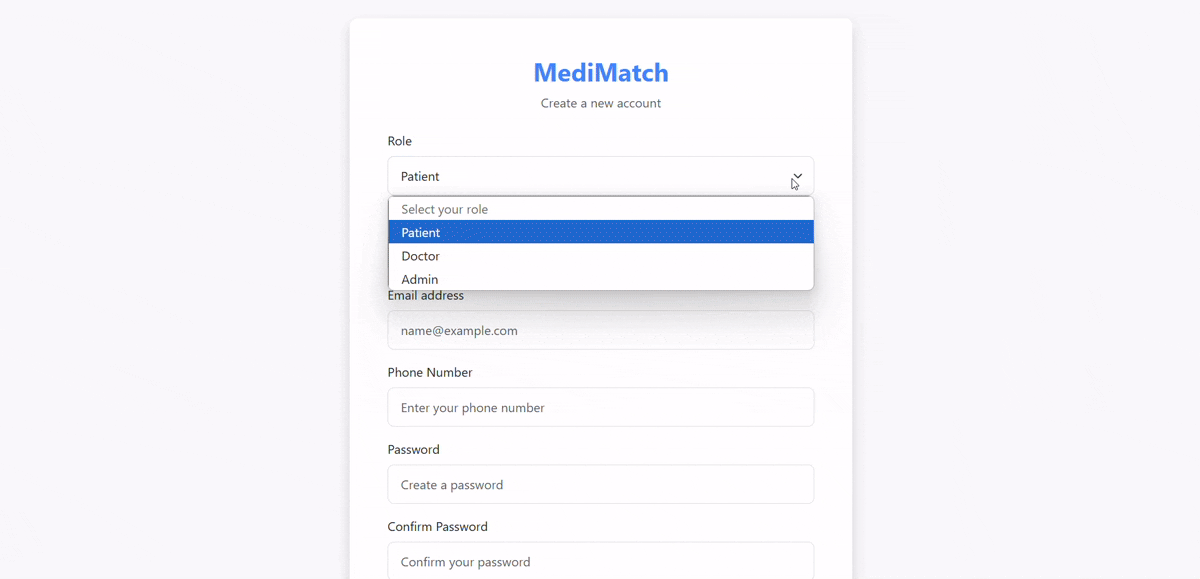 MediMatch
Create a new account
Role
Patient
Select your role
Patient
Doctor
Admin
Email address
name@example.com
Phone Number
Enter your phone number
Password
Create a password
Confirm Password
Confirm your password